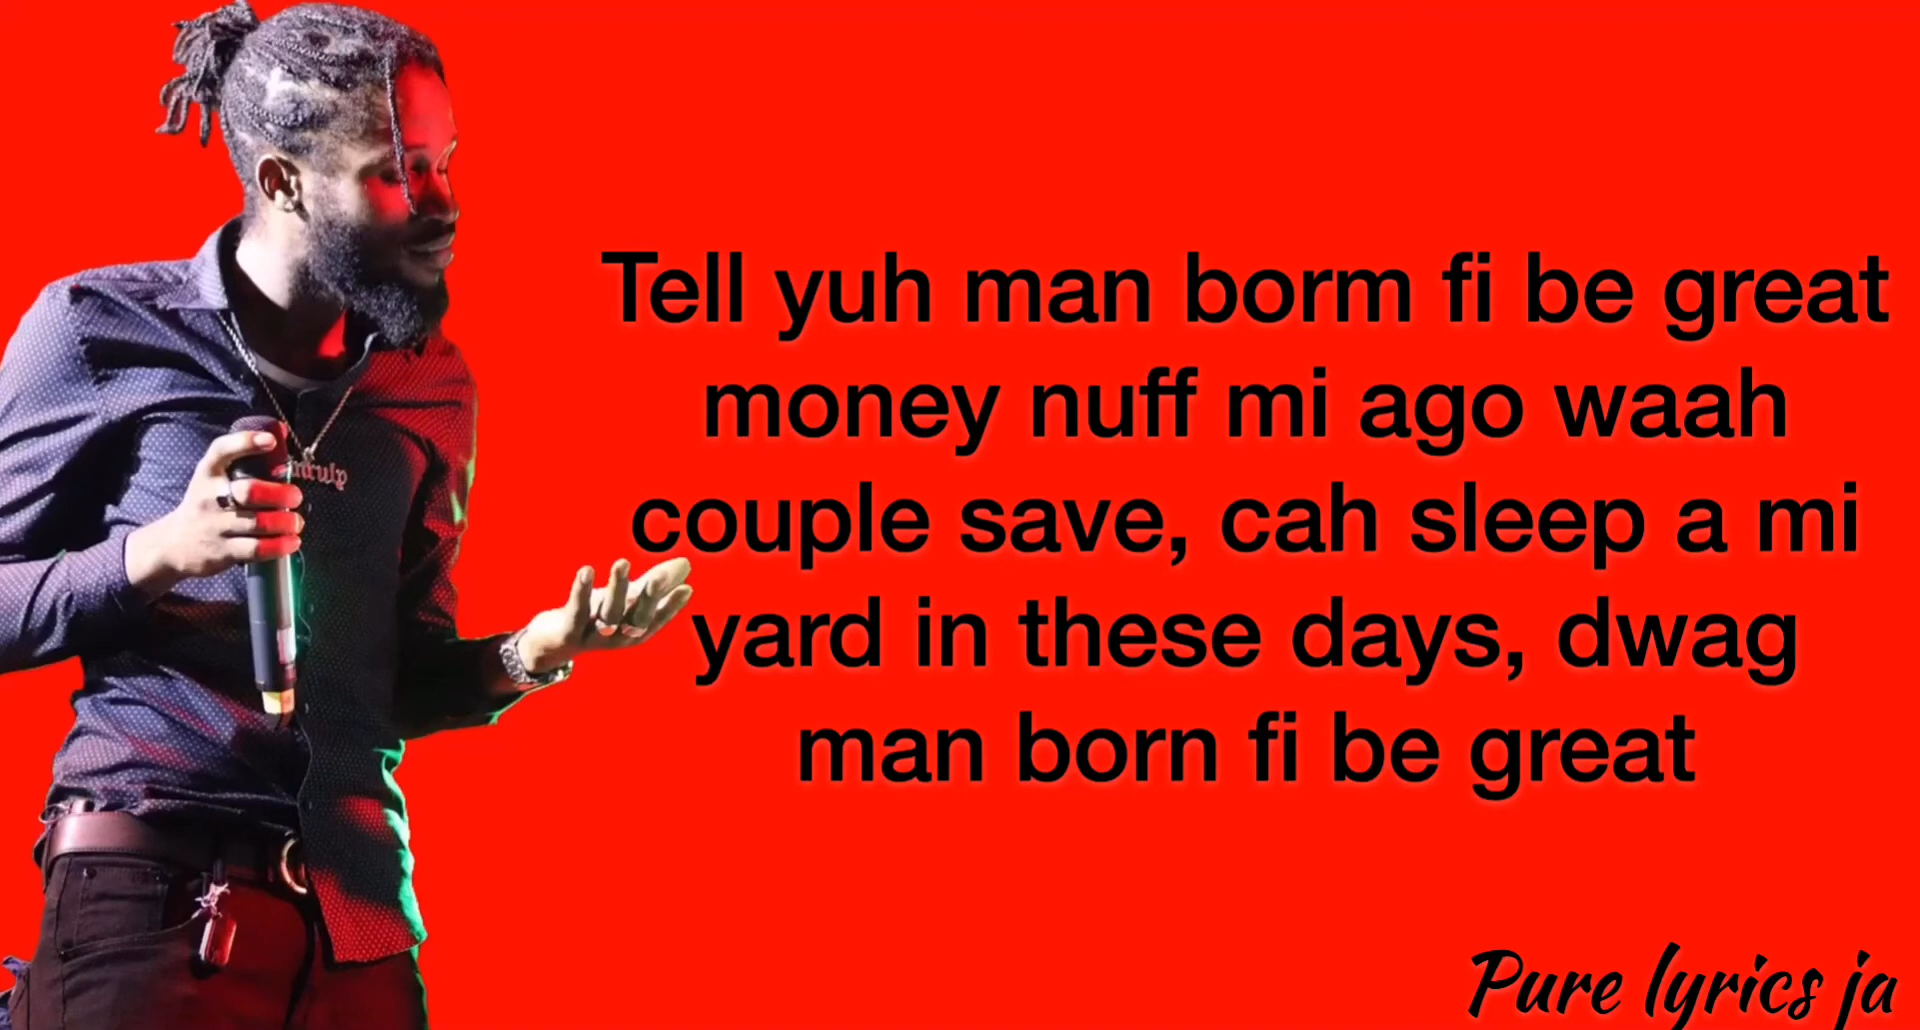 Tell yuh man borm fi be great
money nuff mi ago waah
couple save, cah sleep a mi
yard in these days, dwag
man born fi be great
Pure lyrics ja